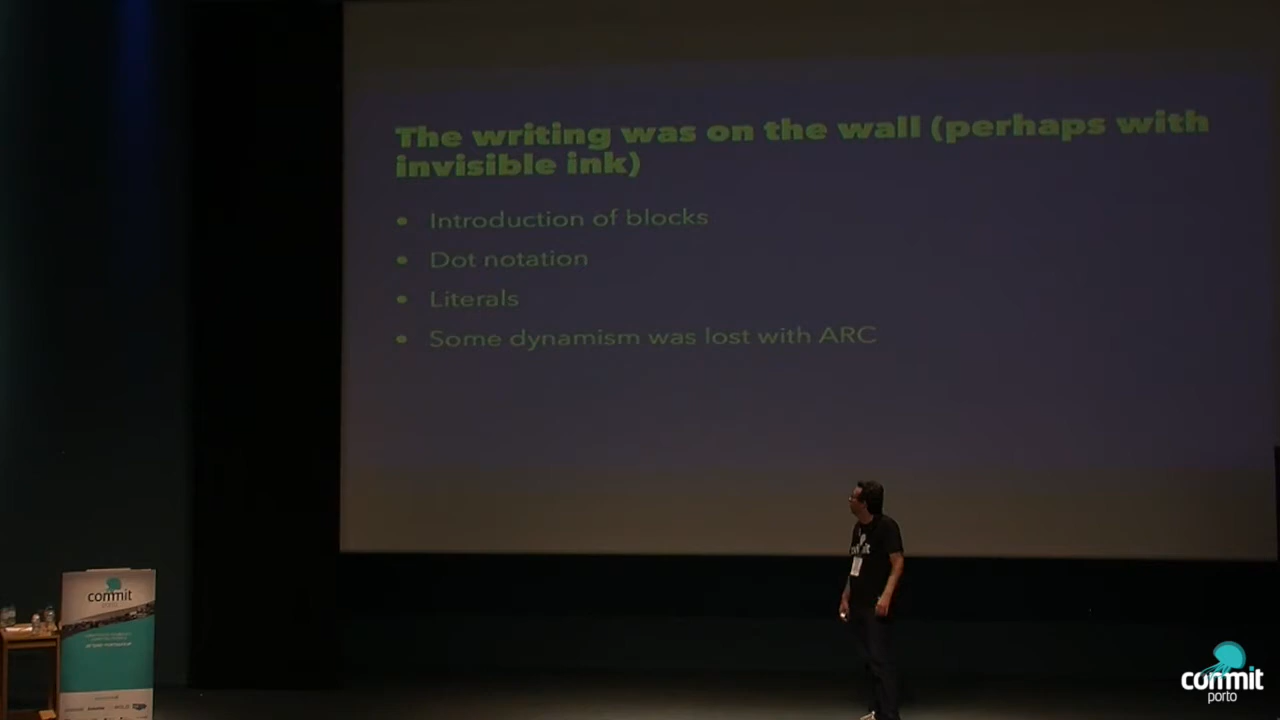 The writing was on the wall (perhaps with
invisible ink)
• Introduction of blocks
• Dot notation
• Literals
• Some dynamism was lost with ARC
commit
porto
commit
porto